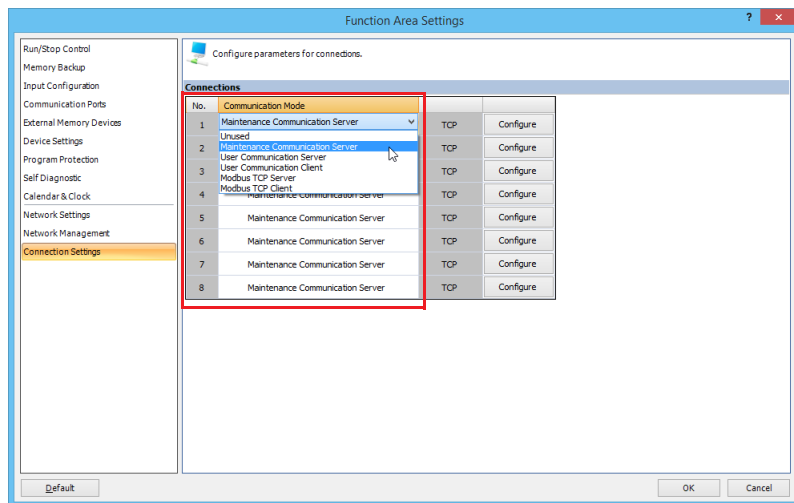 Function Area Settings
? ×
Run/Stop Control
Memory Backup
Input Configuration
Communication Ports
External Memory Devices
Device Settings
Program Protection
Self Diagnostic
Calendar & Clock
Network Settings
Network Management
Connection Settings
Configure parameters for connections.
Connections
No. Communication Mode
1 Maintenance Communication Server TCP Configure
Unused
Maintenance Communication Server
User Communication Server
User Communication Client
Modbus TCP Server
Modbus TCP Client
2 TCP Configure
3 TCP Configure
4 Maintenance Communication Server TCP Configure
5 Maintenance Communication Server TCP Configure
6 Maintenance Communication Server TCP Configure
7 Maintenance Communication Server TCP Configure
8 Maintenance Communication Server TCP Configure
Default OK Cancel